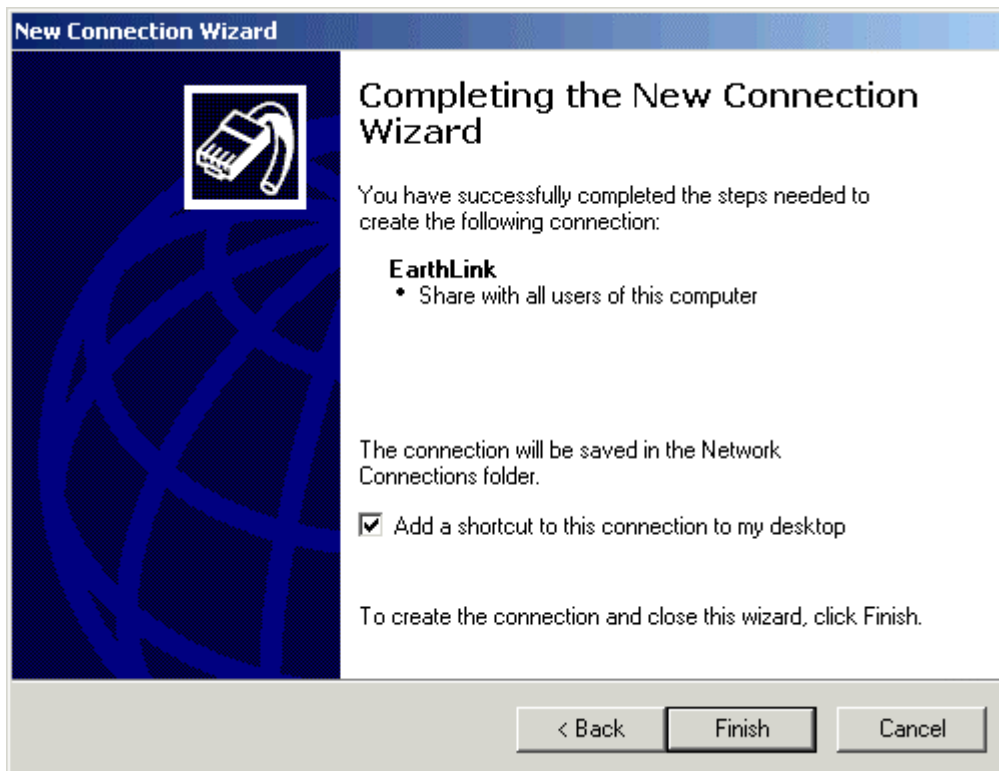 New Connection Wizard
Completing the New Connection
Wizard
You have successfully completed the steps needed to
create the following connection:
EarthLink
• Share with all users of this computer
The connection will be saved in the Network
Connections folder.
Add a shortcut to this connection to my desktop
To create the connection and close this wizard, click Finish.
< Back Finish Cancel